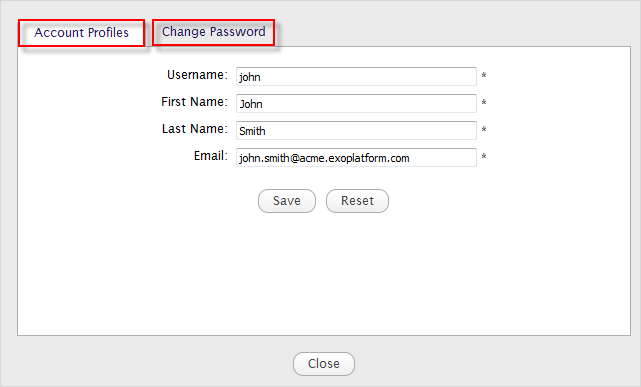 Account Profiles Change Password
Username: john *
First Name: John *
Last Name: Smith *
Email: john.smith@acme.exoplatform.com *
Save Reset
Close